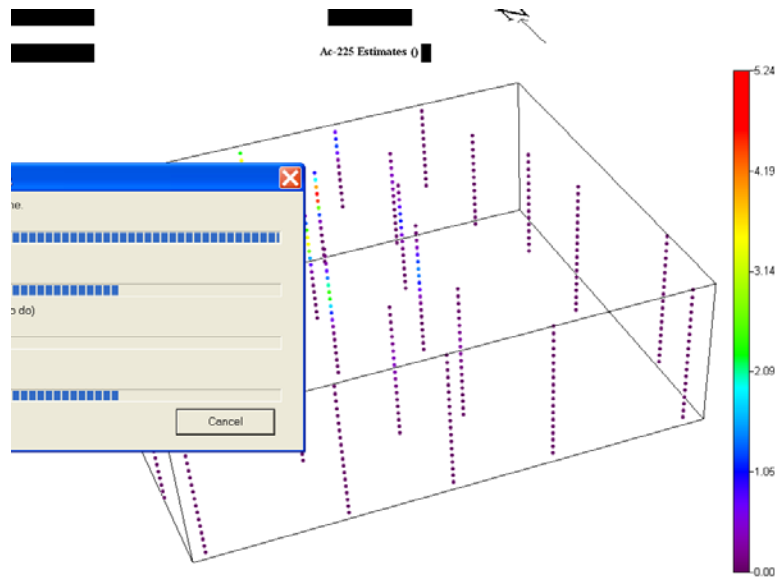 N
Ac-225 Estimates ()
5.24
ne.
4.19
3.14
o do)
2.09
Cancel
1.05
0.00